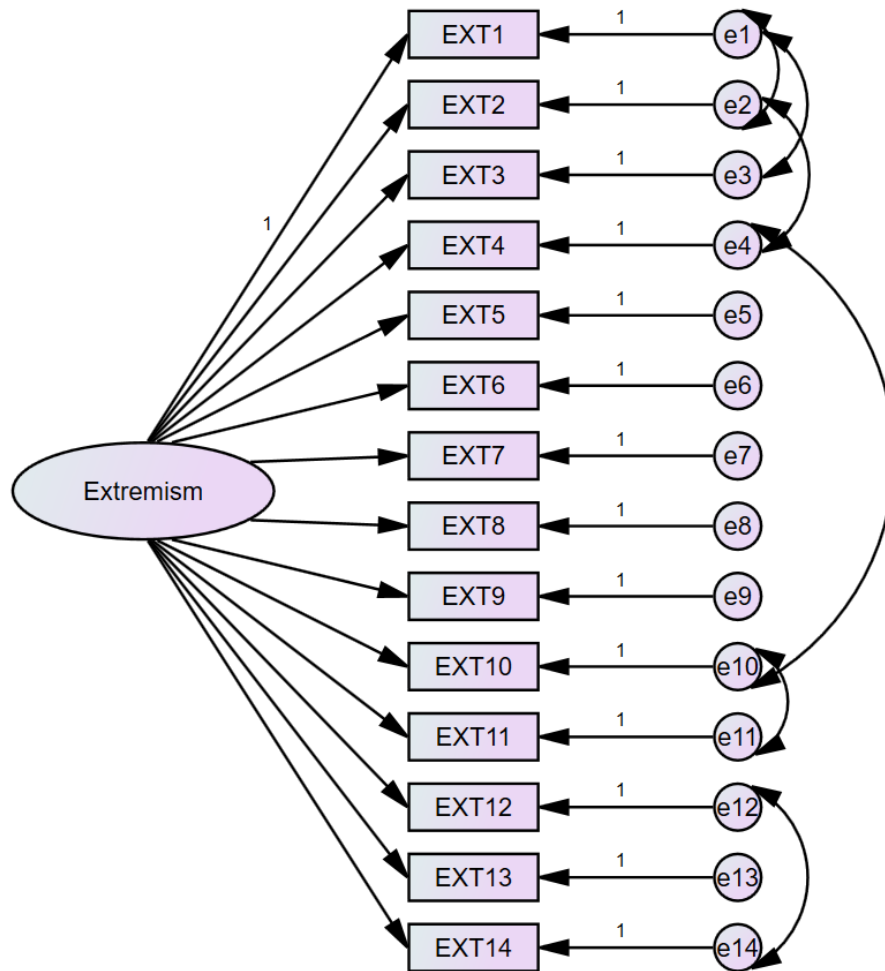 EXT1 1 e1
EXT2 1 e2
EXT3 1 e3
1
EXT4 1 e4
EXT5 1 e5
EXT6 1 e6
EXT7 1 e7
Extremism
EXT8 1 e8
EXT9 1 e9
EXT10 1 e10
EXT11 1 e11
EXT12 1 e12
EXT13 1 e13
EXT14 1 e14